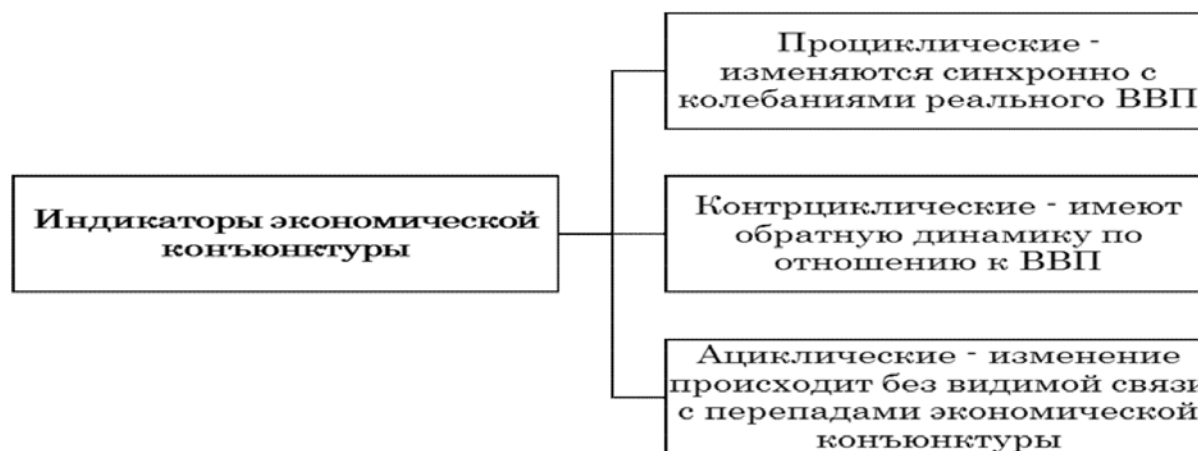 Проциклические -
изменяются синхронно с
колебаниями реального ВВП
Индикаторы экономической
конъюнктуры
Контрциклические - имеют
обратную динамику по
отношению к ВВП
Ациклические - изменение
происходит без видимой связи
с перепадами экономической
конъюнктуры